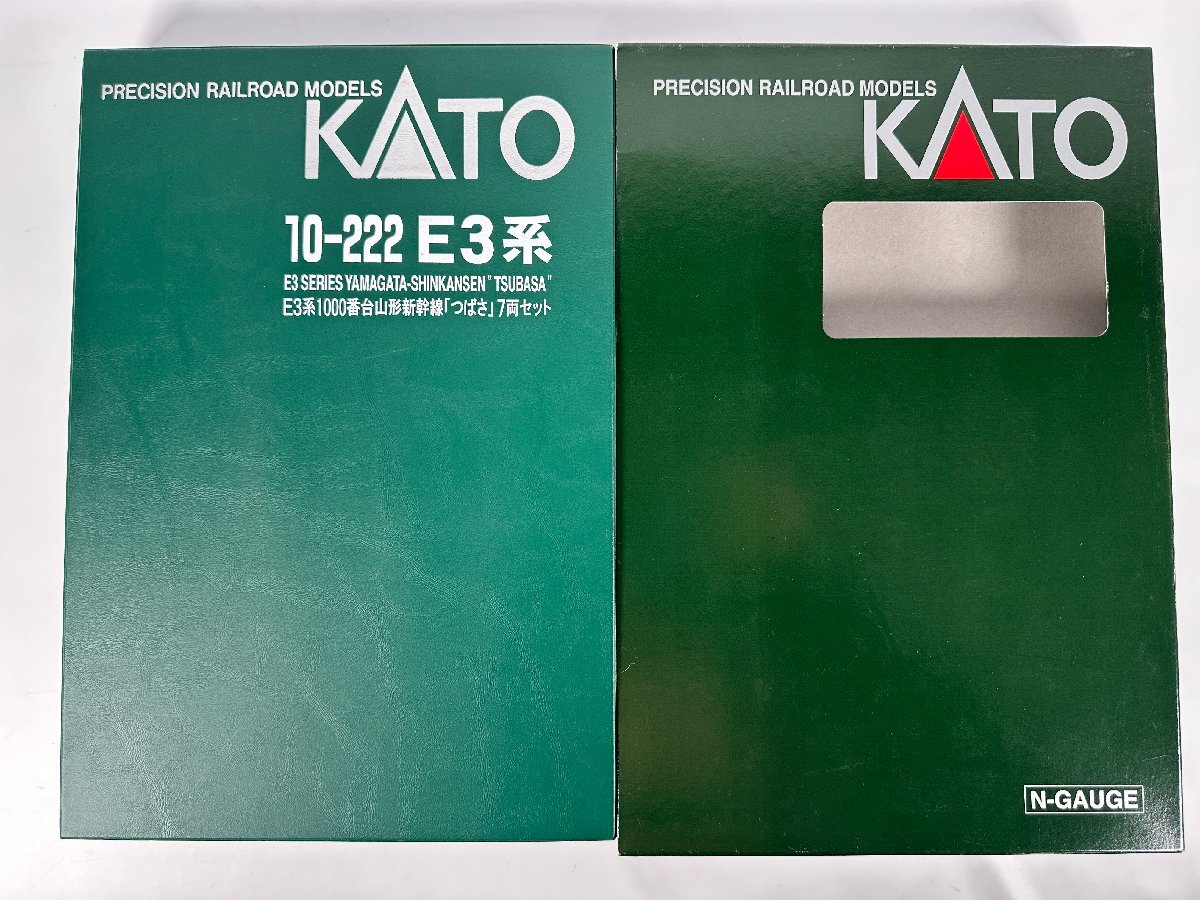 PRECISION RAILROAD MODELS
KATO
10-222 E3系
E3 SERIES YAMAGATA-SHINKANSEN "TSUBASA"
E3系1000番台山形新幹線「つばさ」7両セット
PRECISION RAILROAD MODELS
KATO
N-GAUGE